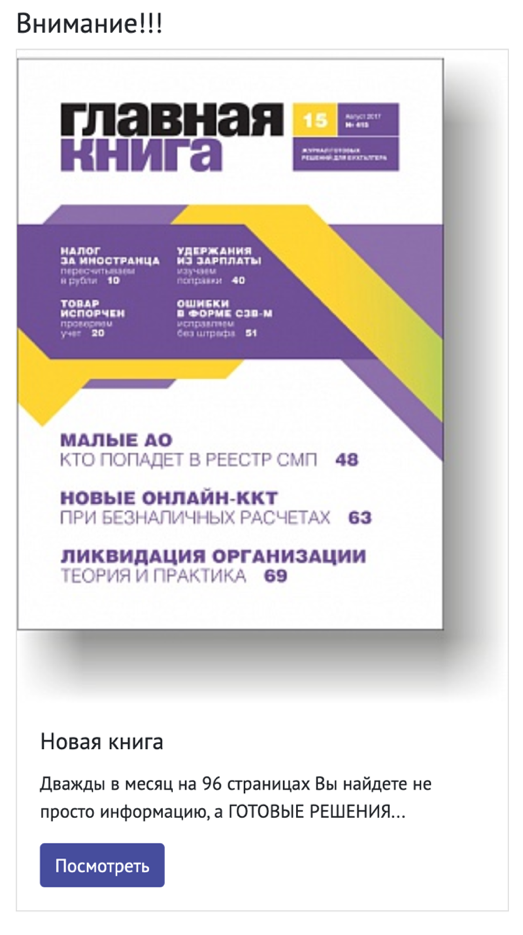 Внимание!!!
главная
книга
15
Август 2017
№ 415
ЖУРНАЛ ГОТОВЫХ
РЕШЕНИЙ ДЛЯ БУХГАЛТЕРА
НАЛОГ
ЗА ИНОСТРАНЦА
пересчитываем
в рубли 10
УДЕРЖАНИЯ
ИЗ ЗАРПЛАТЫ
изучаем
поправки 40
ТОВАР
ИСПОРЧЕН
проверяем
учет 20
ОШИБКИ
В ФОРМЕ СЗВ-М
исправляем
без штрафа 51
МАЛЫЕ АО
КТО ПОПАДЕТ В РЕЕСТР СМП 48
НОВЫЕ ОНЛАЙН-ККТ
ПРИ БЕЗНАЛИЧНЫХ РАСЧЕТАХ 63
ЛИКВИДАЦИЯ ОРГАНИЗАЦИИ
ТЕОРИЯ И ПРАКТИКА 69
Новая книга
Дважды в месяц на 96 страницах Вы найдете не
просто информацию, а ГОТОВЫЕ РЕШЕНИЯ...
Посмотреть